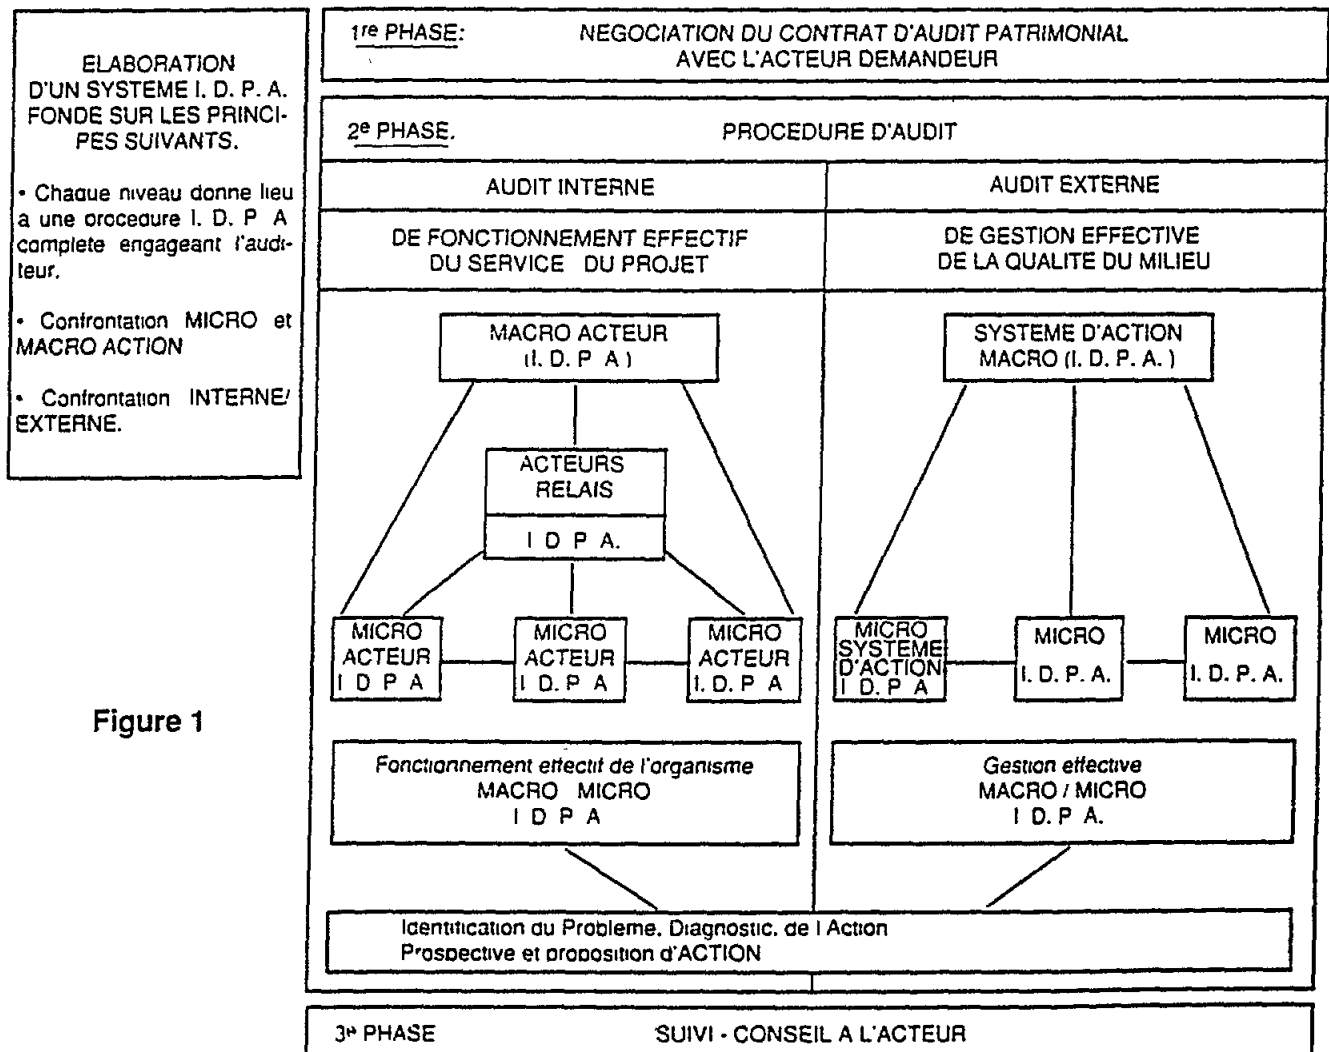 ELABORATION
D'UN SYSTEME I. D. P. A.
FONDE SUR LES PRINCI-
PES SUIVANTS.
• Chaque niveau donne lieu
a une procedure I. D. P A
complete engageant l'audi-
teur.
• Confrontation MICRO et
MACRO ACTION
• Confrontation INTERNE/
EXTERNE.
Figure 1
1re PHASE: NEGOCIATION DU CONTRAT D'AUDIT PATRIMONIAL
AVEC L'ACTEUR DEMANDEUR
2e PHASE. PROCEDURE D'AUDIT
AUDIT INTERNE
DE FONCTIONNEMENT EFFECTIF
DU SERVICE DU PROJET
MACRO ACTEUR
(I. D. P A )
ACTEURS
RELAIS
I D P A.
MICRO
ACTEUR
I D P A
MICRO
ACTEUR
I D. P A
MICRO
ACTEUR
I. D. P A
Fonctionnement effectif de l'organisme
MACRO MICRO
I D P A
AUDIT EXTERNE
DE GESTION EFFECTIVE
DE LA QUALITE DU MILIEU
SYSTEME D'ACTION
MACRO (I. D. P. A. )
MICRO
SYSTEME
D'ACTION
I D. P A
MICRO
I. D. P. A.
MICRO
I. D. P. A.
Gestion effective
MACRO / MICRO
I D. P A.
Identification du Probleme, Diagnostic, de l Action
Prospective et proposition d'ACTION
3e PHASE SUIVI - CONSEIL A L'ACTEUR